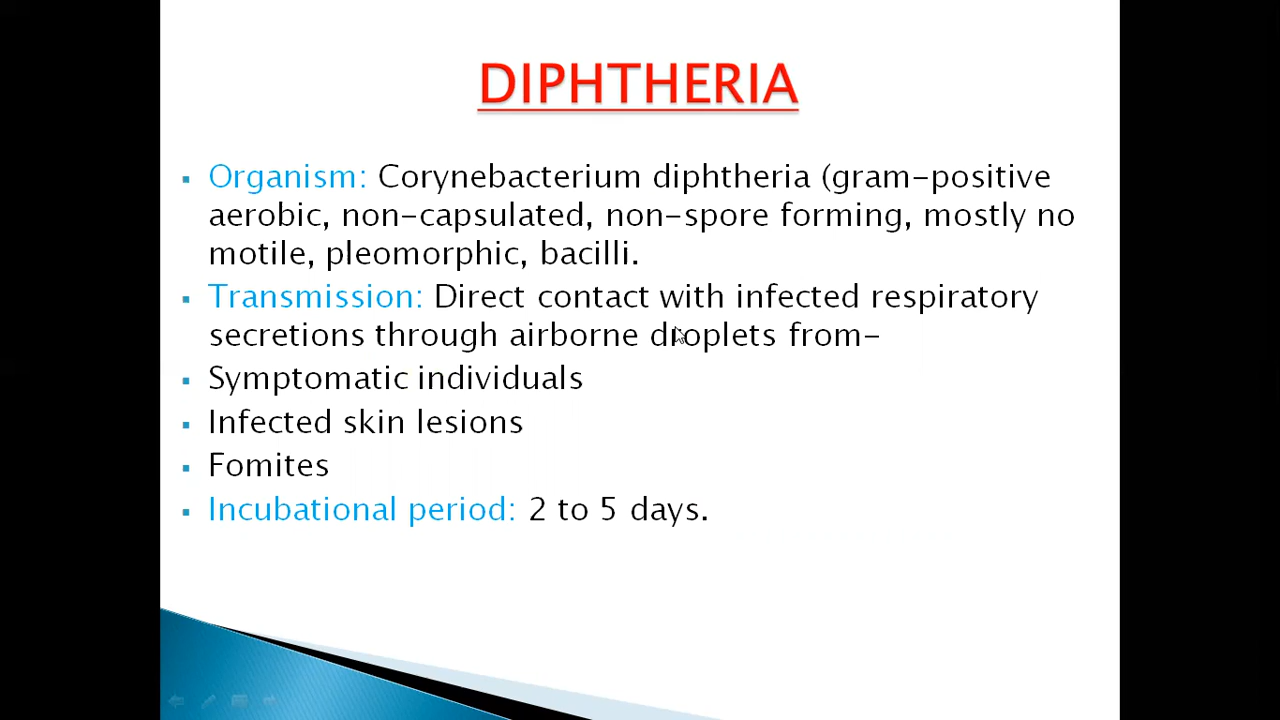 DIPHTHERIA
Organism: Corynebacterium diphtheria (gram-positive
aerobic, non-capsulated, non-spore forming, mostly no
motile, pleomorphic, bacilli.
Transmission: Direct contact with infected respiratory
secretions through airborne droplets from-
Symptomatic individuals
Infected skin lesions
Fomites
Incubational period: 2 to 5 days.